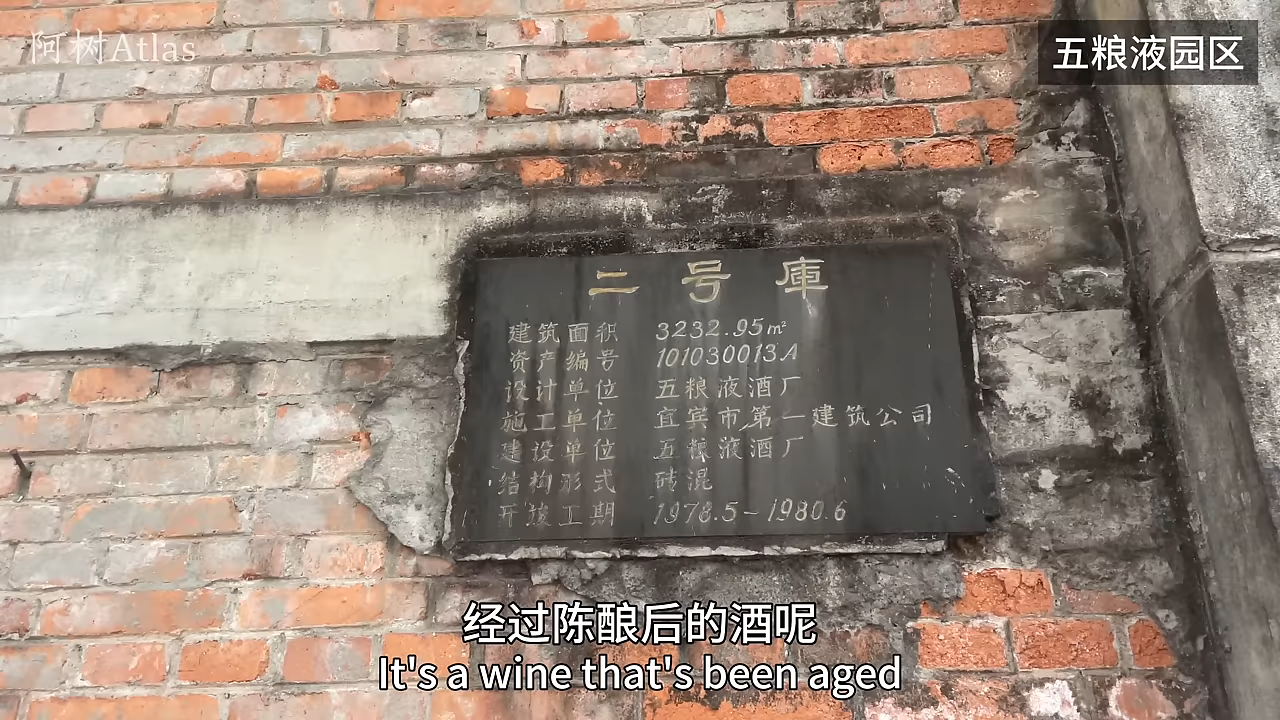 阿树Atlas
五粮液园区
二号庫
建筑面积 3232.95㎡
资产编号 101030013A
设计单位 五粮液酒厂
施工单位 宜宾市第一建筑公司
建设单位 五粮液酒厂
结构形式 砖混
开竣工期 1978.5-1980.6
经过陈酿后的酒呢
It's a wine that's been aged